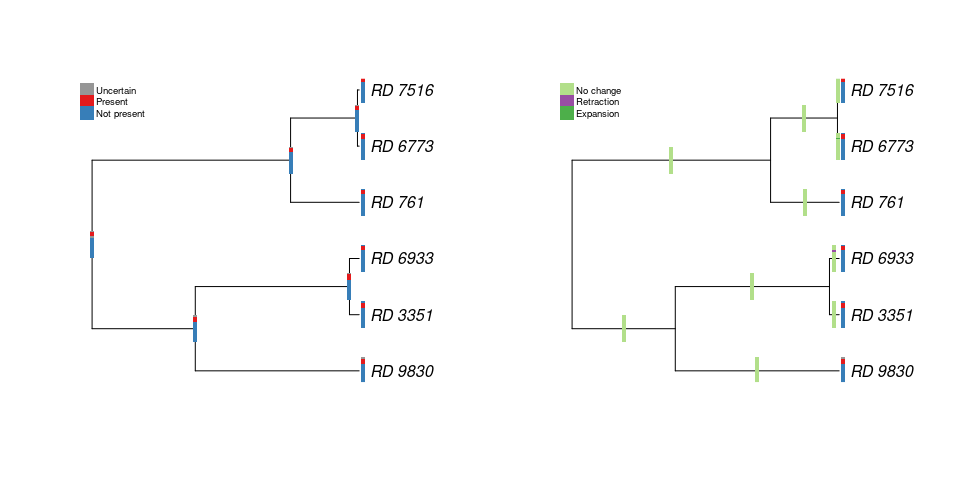 Uncertain
Present
Not present
RD 7516
RD 6773
RD 761
RD 6933
RD 3351
RD 9830
No change
Retraction
Expansion
RD 7516
RD 6773
RD 761
RD 6933
RD 3351
RD 9830